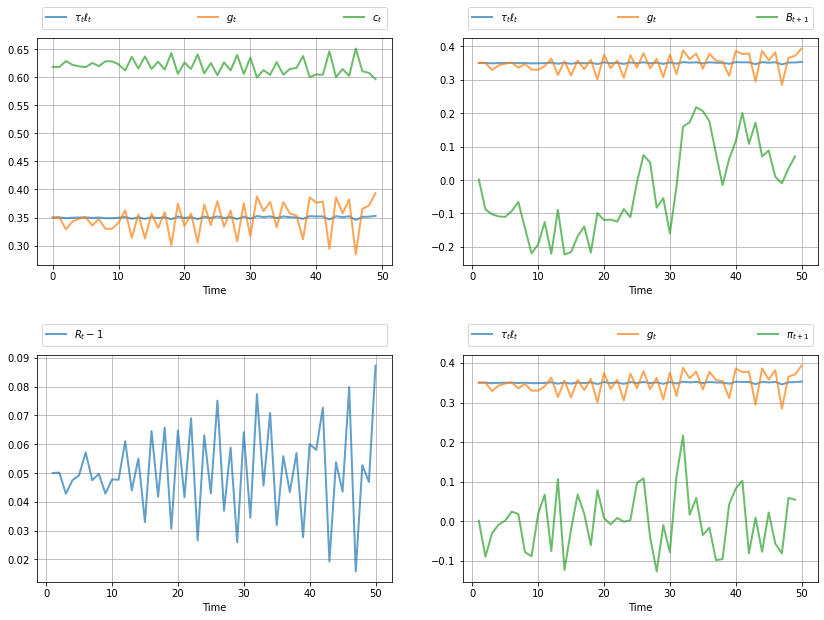 τₜℓₜ gₜ cₜ
0.65
0.60
0.55
0.50
0.45
0.40
0.35
0.30
0 10 20 30 40 50
Time
τₜℓₜ gₜ Bₜ₊₁
0.4
0.3
0.2
0.1
0.0
−0.1
−0.2
0 10 20 30 40 50
Time
Rₜ − 1
0.09
0.08
0.07
0.06
0.05
0.04
0.03
0.02
0 10 20 30 40 50
Time
τₜℓₜ gₜ πₜ₊₁
0.4
0.3
0.2
0.1
0.0
−0.1
0 10 20 30 40 50
Time